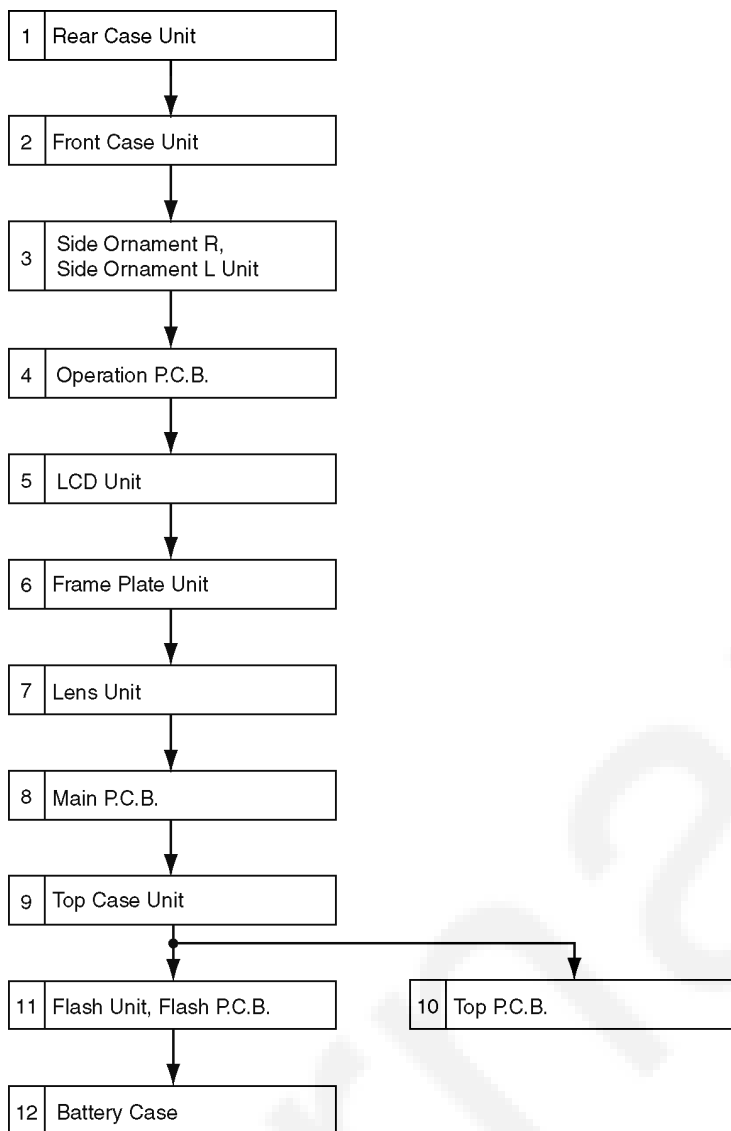 1 Rear Case Unit
2 Front Case Unit
3 Side Ornament R,
Side Ornament L Unit
4 Operation P.C.B.
5 LCD Unit
6 Frame Plate Unit
7 Lens Unit
8 Main P.C.B.
9 Top Case Unit
11 Flash Unit, Flash P.C.B.
10 Top P.C.B.
12 Battery Case